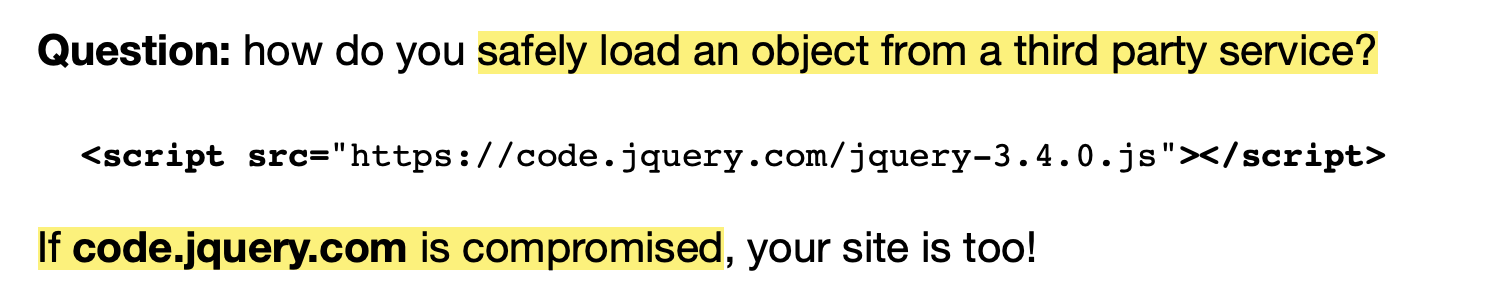 Question: how do you safely load an object from a third party service?
<script src="https://code.jquery.com/jquery-3.4.0.js"></script>
If code.jquery.com is compromised, your site is too!